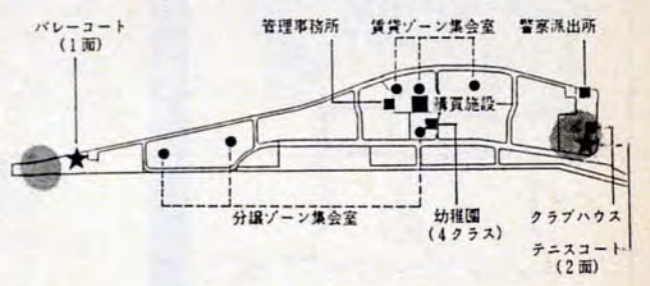 バレーコート
(1面)
管理事務所
賃貸ゾーン集会室
警察派出所
購買施設
分譲ゾーン集会室
幼稚園
(4クラス)
クラブハウス
テニスコート
(2面)